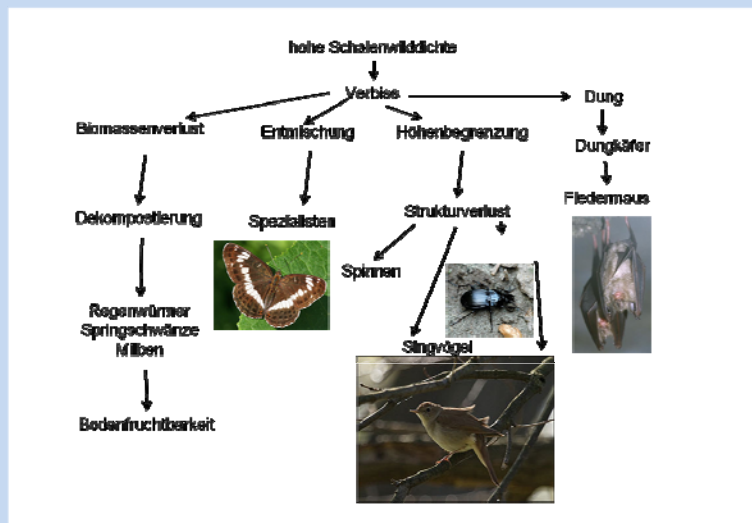 hohe Schalenwilddichte
Verbiss
Dung
Biomassenverlust
Entmischung
Höhenbegrenzung
Dungkäfer
Dekompostierung
Spezialisten
Strukturverlust
Fledermaus
Spinnen
Regenwürmer
Springschwänze
Milben
Singvögel
Bodenfruchtbarkeit